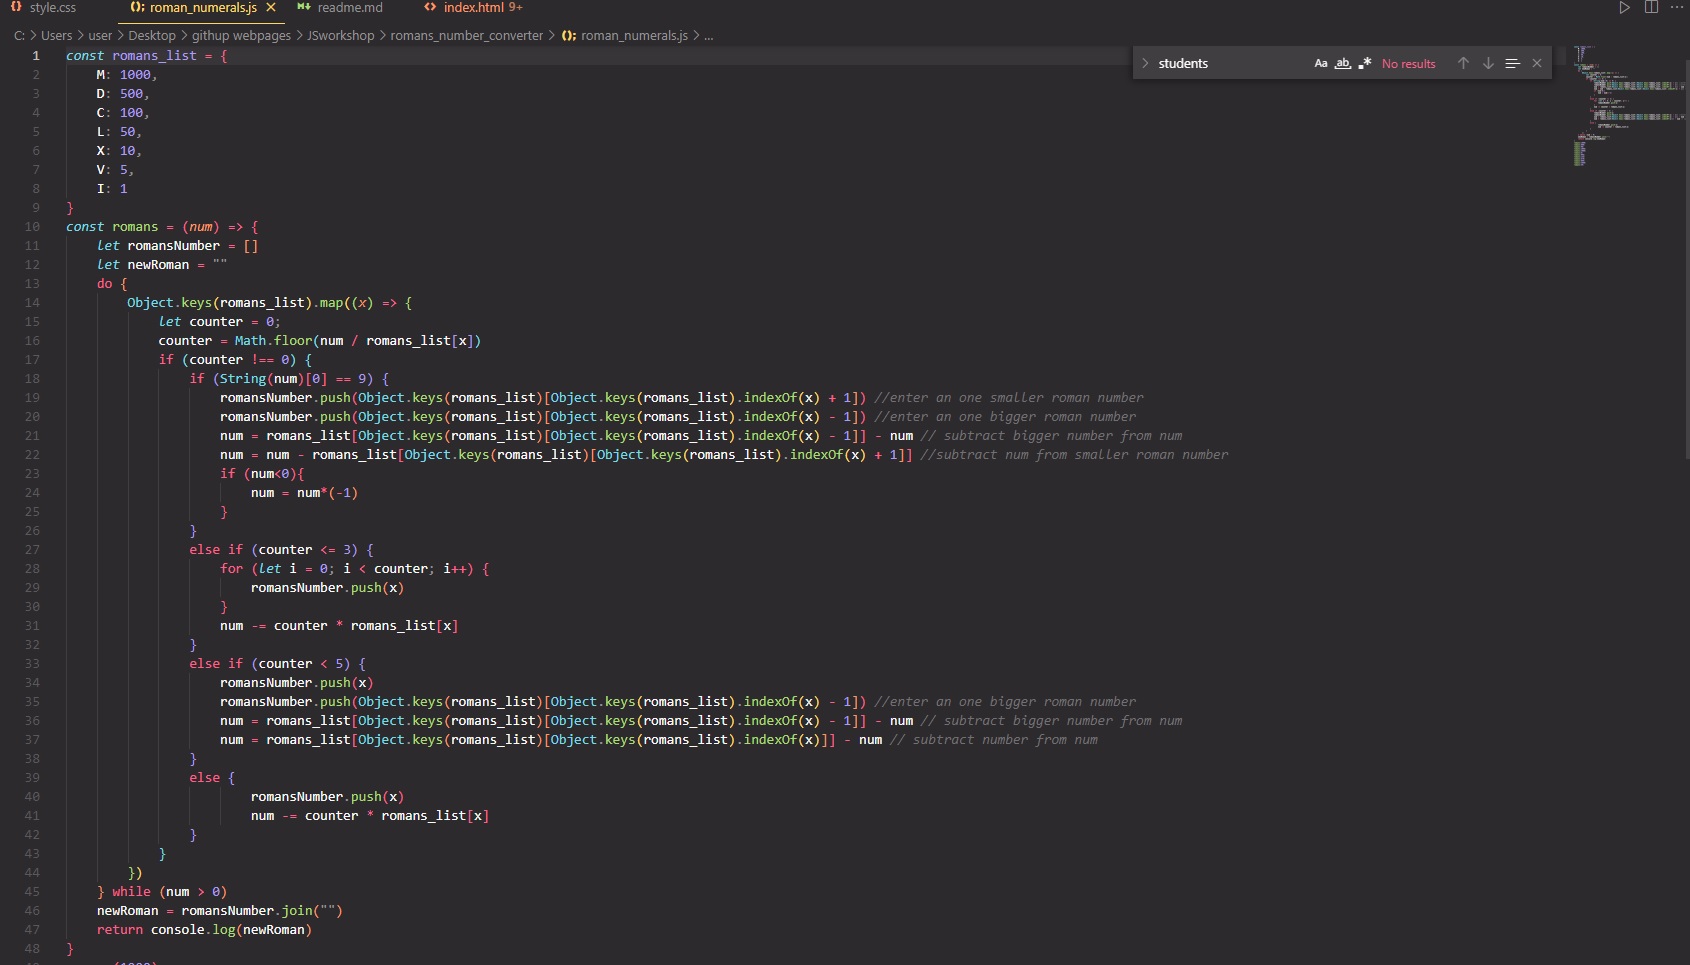 style.css
roman_numerals.js
readme.md
index.html 9+
C: > Users > user > Desktop > githup webpages > JSworkshop > romans_number_converter > roman_numerals.js > ...
students Aa ab No results
1 const romans_list = {
2 M: 1000,
3 D: 500,
4 C: 100,
5 L: 50,
6 X: 10,
7 V: 5,
8 I: 1
9 }
10 const romans = (num) => {
11 let romansNumber = []
12 let newRoman = ""
13 do {
14 Object.keys(romans_list).map((x) => {
15 let counter = 0;
16 counter = Math.floor(num / romans_list[x])
17 if (counter !== 0) {
18 if (String(num)[0] == 9) {
19 romansNumber.push(Object.keys(romans_list)[Object.keys(romans_list).indexOf(x) + 1]) //enter an one smaller roman number
20 romansNumber.push(Object.keys(romans_list)[Object.keys(romans_list).indexOf(x) - 1]) //enter an one bigger roman number
21 num = romans_list[Object.keys(romans_list)[Object.keys(romans_list).indexOf(x) - 1]] - num // subtract bigger number from num
22 num = num - romans_list[Object.keys(romans_list)[Object.keys(romans_list).indexOf(x) + 1]] //subtract num from smaller roman number
23 if (num<0){
24 num = num*(-1)
25 }
26 }
27 else if (counter <= 3) {
28 for (let i = 0; i < counter; i++) {
29 romansNumber.push(x)
30 }
31 num -= counter * romans_list[x]
32 }
33 else if (counter < 5) {
34 romansNumber.push(x)
35 romansNumber.push(Object.keys(romans_list)[Object.keys(romans_list).indexOf(x) - 1]) //enter an one bigger roman number
36 num = romans_list[Object.keys(romans_list)[Object.keys(romans_list).indexOf(x) - 1]] - num // subtract bigger number from num
37 num = romans_list[Object.keys(romans_list)[Object.keys(romans_list).indexOf(x)]] - num // subtract number from num
38 }
39 else {
40 romansNumber.push(x)
41 num -= counter * romans_list[x]
42 }
43 }
44 })
45 } while (num > 0)
46 newRoman = romansNumber.join("")
47 return console.log(newRoman)
48 }